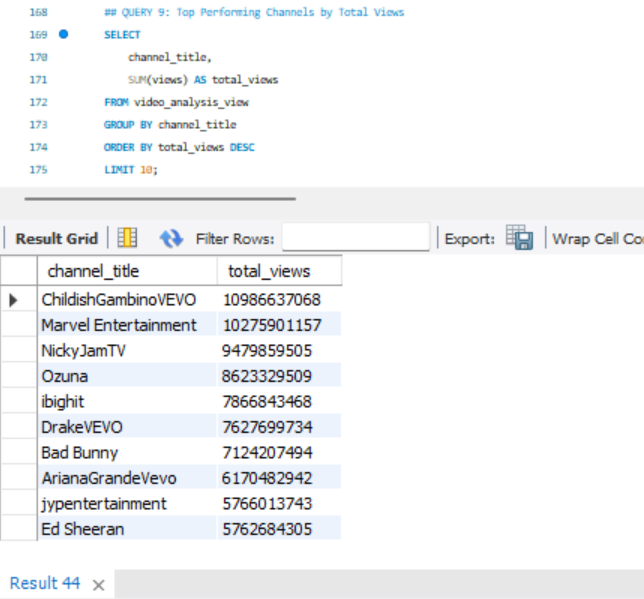 168 ## QUERY 9: Top Performing Channels by Total Views
169 SELECT
170 channel_title,
171 SUM(views) AS total_views
172 FROM video_analysis_view
173 GROUP BY channel_title
174 ORDER BY total_views DESC
175 LIMIT 10;
Result Grid Filter Rows: Export: Wrap Cell Co
channel_title total_views
ChildishGambinoVEVO 10986637068
Marvel Entertainment 10275901157
NickyJamTV 9479859505
Ozuna 8623329509
ibighit 7866843468
DrakeVEVO 7627699734
Bad Bunny 7124207494
ArianaGrandeVevo 6170482942
jypentertainment 5766013743
Ed Sheeran 5762684305
Result 44